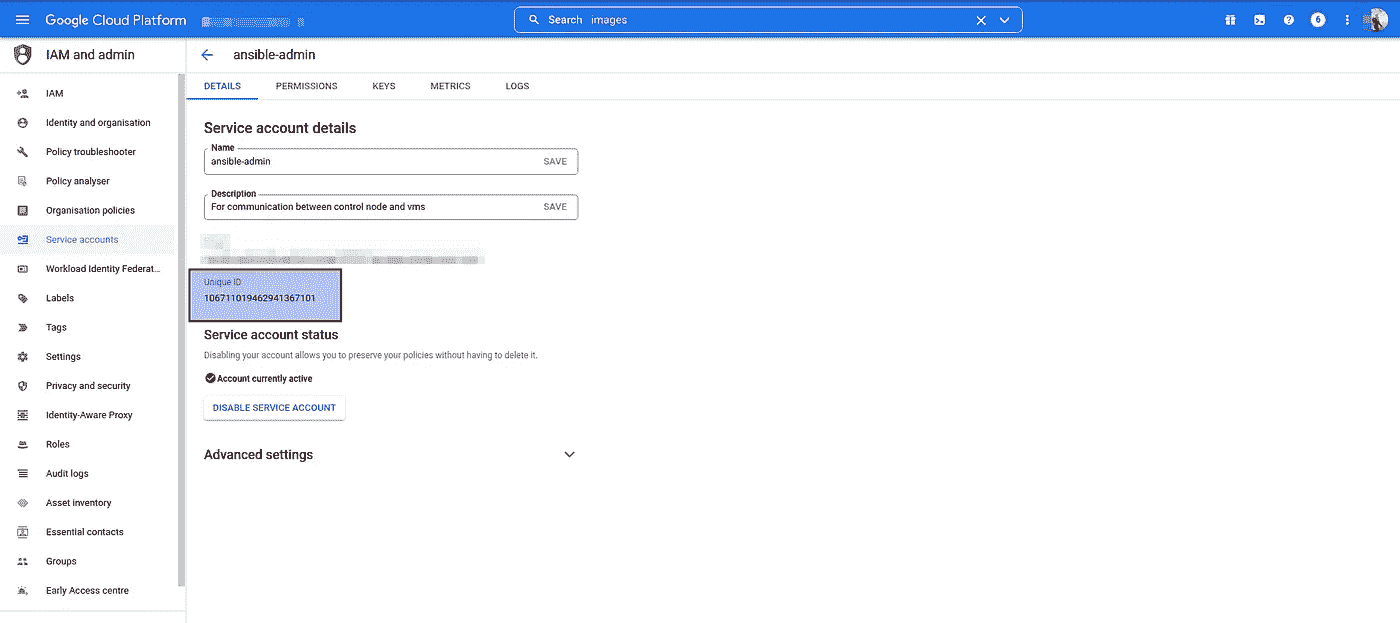 Google Cloud Platform
Search images
6
IAM and admin
ansible-admin
DETAILS PERMISSIONS KEYS METRICS LOGS
IAM
Identity and organisation
Policy troubleshooter
Policy analyser
Organisation policies
Service accounts
Workload Identity Federat...
Labels
Tags
Settings
Privacy and security
Identity-Aware Proxy
Roles
Audit logs
Asset inventory
Essential contacts
Groups
Early Access centre
Service account details
Name
ansible-admin SAVE
Description
For communication between control node and vms SAVE
Unique ID
106711019462941367101
Service account status
Disabling your account allows you to preserve your policies without having to delete it.
Account currently active
DISABLE SERVICE ACCOUNT
Advanced settings